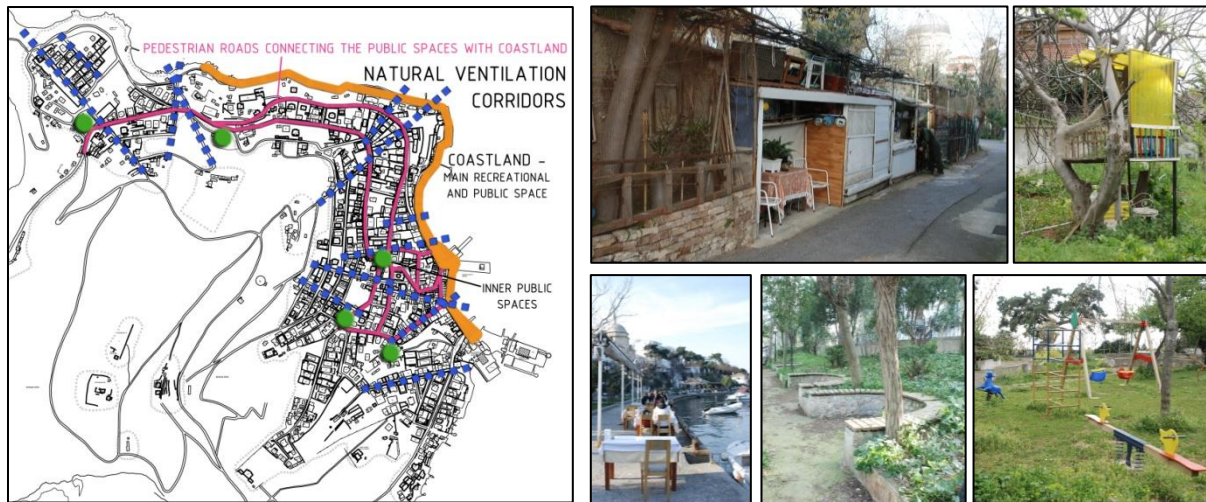 PEDESTRIAN ROADS CONNECTING THE PUBLIC SPACES WITH COASTLAND
NATURAL VENTILATION
CORRIDORS
COASTLAND -
MAIN RECREATIONAL
AND PUBLIC SPACE
INNER PUBLIC
SPACES